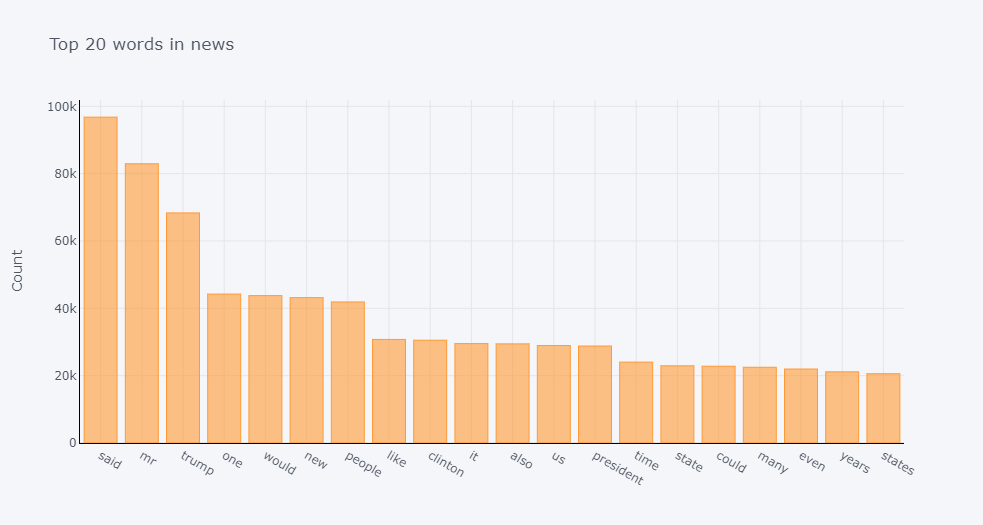 Top 20 words in news
100k
80k
60k
40k
20k
0
Count
said
mr
trump
one
would
new
people
like
clinton
it
also
us
president
time
state
could
many
even
years
states